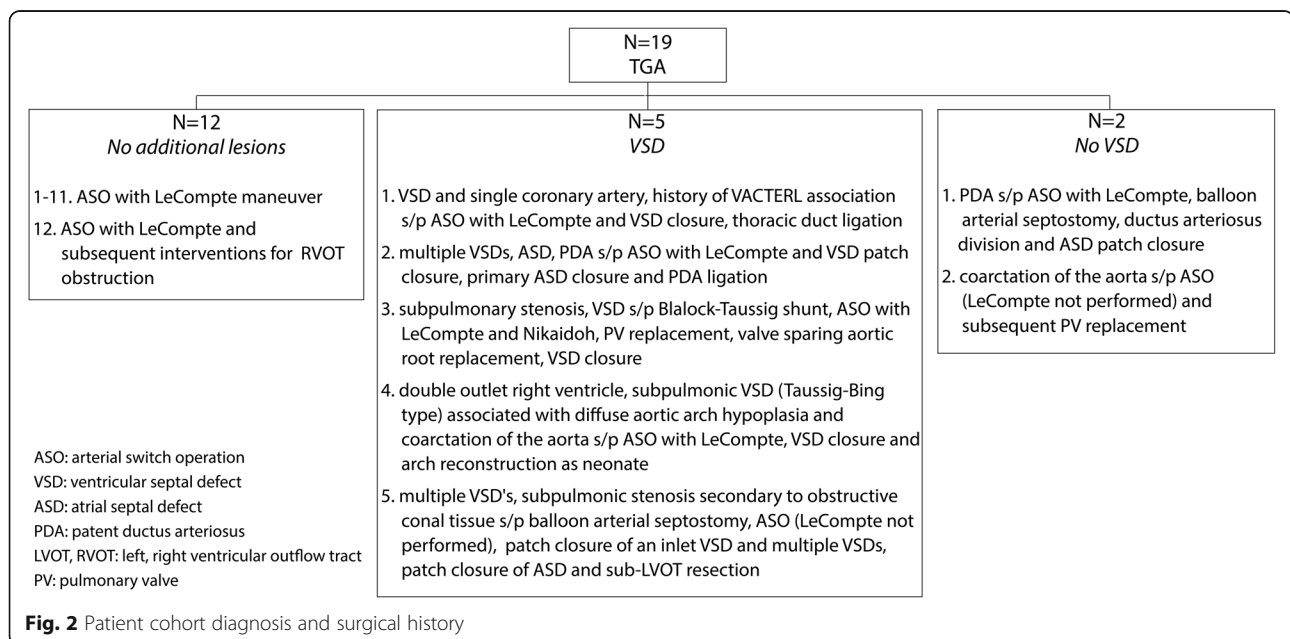 N=19
TGA
N=12
No additional lesions
1-11. ASO with LeCompte maneuver
12. ASO with LeCompte and
subsequent interventions for RVOT
obstruction
N=5
VSD
1. VSD and single coronary artery, history of VACTERL association
s/p ASO with LeCompte and VSD closure, thoracic duct ligation
2. multiple VSDs, ASD, PDA s/p ASO with LeCompte and VSD patch
closure, primary ASD closure and PDA ligation
3. subpulmonary stenosis, VSD s/p Blalock-Taussig shunt, ASO with
LeCompte and Nikaidoh, PV replacement, valve sparing aortic
root replacement, VSD closure
4. double outlet right ventricle, subpulmonic VSD (Taussig-Bing
type) associated with diffuse aortic arch hypoplasia and
coarctation of the aorta s/p ASO with LeCompte, VSD closure and
arch reconstruction as neonate
5. multiple VSD's, subpulmonic stenosis secondary to obstructive
conal tissue s/p balloon arterial septostomy, ASO (LeCompte not
performed), patch closure of an inlet VSD and multiple VSDs,
patch closure of ASD and sub-LVOT resection
N=2
No VSD
1. PDA s/p ASO with LeCompte, balloon
arterial septostomy, ductus arteriosus
division and ASD patch closure
2. coarctation of the aorta s/p ASO
(LeCompte not performed) and
subsequent PV replacement
ASO: arterial switch operation
VSD: ventricular septal defect
ASD: atrial septal defect
PDA: patent ductus arteriosus
LVOT, RVOT: left, right ventricular outflow tract
PV: pulmonary valve
Fig. 2 Patient cohort diagnosis and surgical history